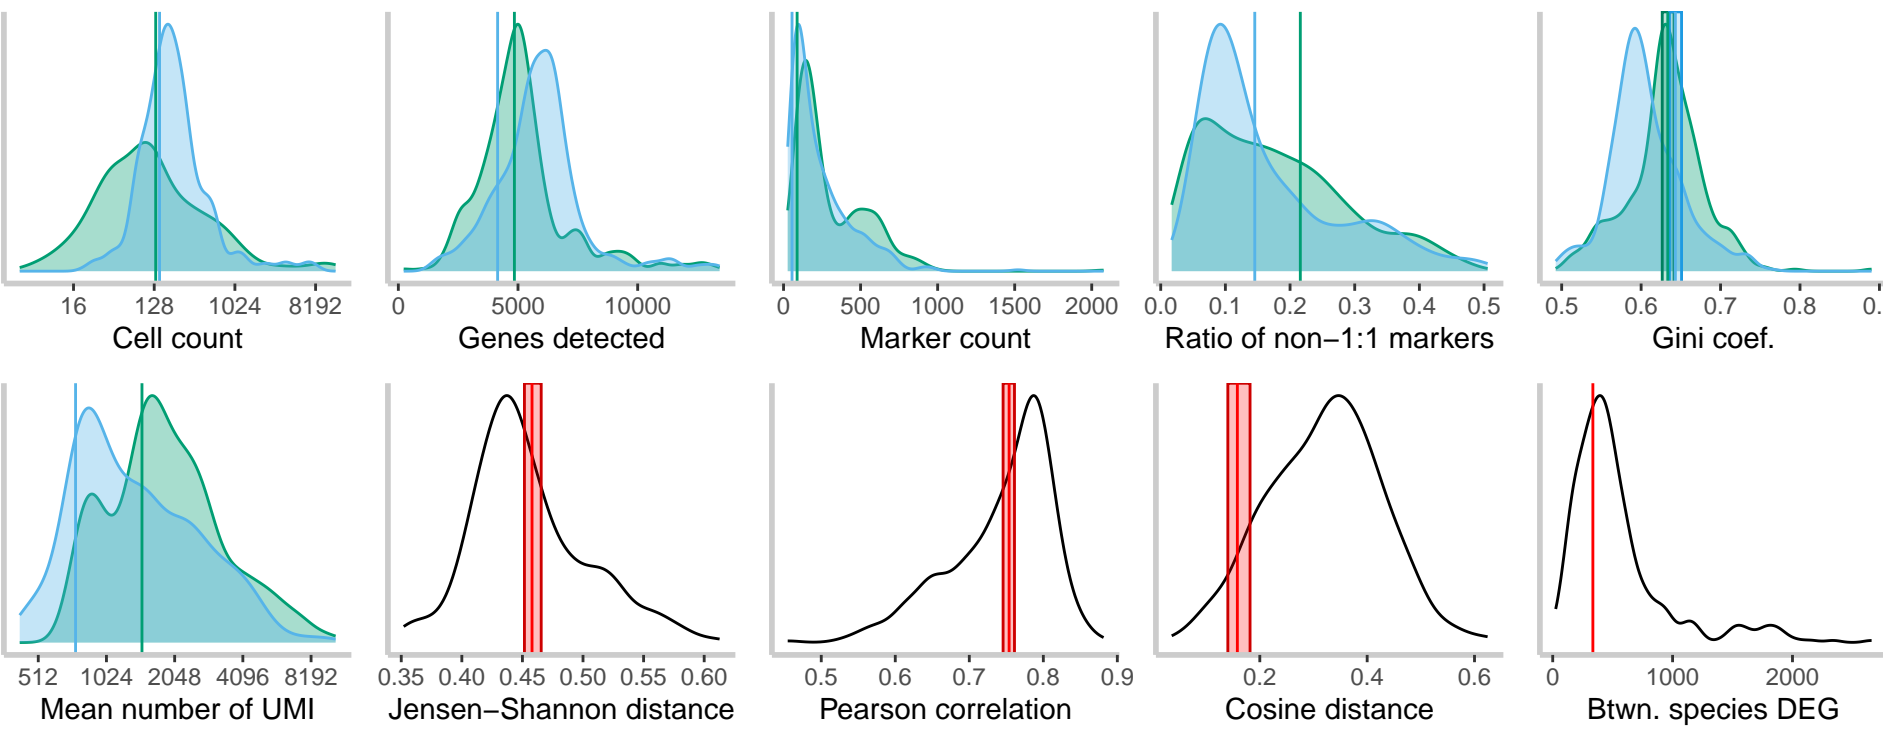 16 128 1024 8192
Cell count
0 5000 10000
Genes detected
0 500 1000 1500 2000
Marker count
0.0 0.1 0.2 0.3 0.4 0.5
Ratio of non−1:1 markers
0.5 0.6 0.7 0.8 0.
Gini coef.
512 1024 2048 4096 8192
Mean number of UMI
0.35 0.40 0.45 0.50 0.55 0.60
Jensen−Shannon distance
0.5 0.6 0.7 0.8 0.9
Pearson correlation
0.2 0.4 0.6
Cosine distance
0 1000 2000
Btwn. species DEG